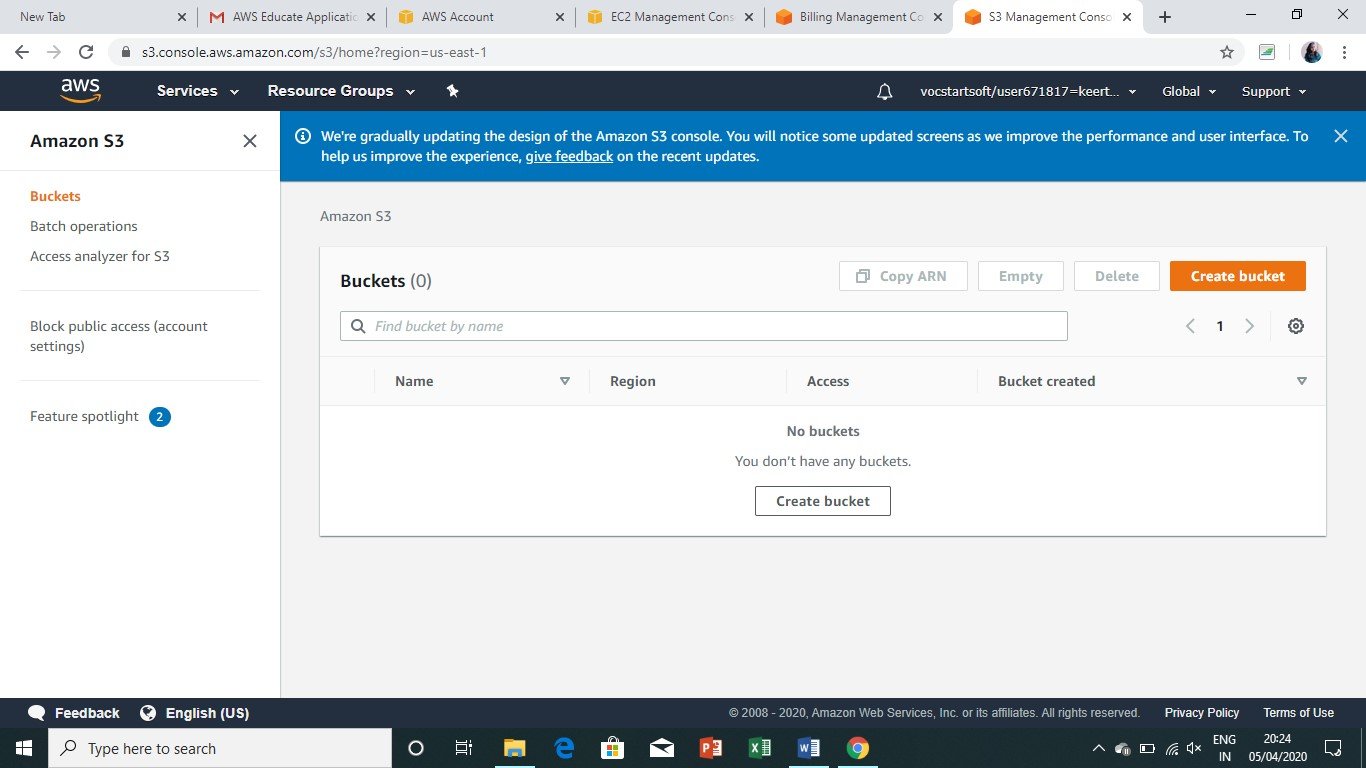 New Tab
AWS Educate Applicatio
AWS Account
EC2 Management Cons
Billing Management Co
S3 Management Conso
s3.console.aws.amazon.com/s3/home?region=us-east-1
aws
Services
Resource Groups
vocstartsoft/user671817=keert...
Global
Support
Amazon S3
Buckets
Batch operations
Access analyzer for S3
Block public access (account
settings)
Feature spotlight 2
We're gradually updating the design of the Amazon S3 console. You will notice some updated screens as we improve the performance and user interface. To
help us improve the experience, give feedback on the recent updates.
Amazon S3
Buckets (0)
Copy ARN
Empty
Delete
Create bucket
Find bucket by name
1
Name
Region
Access
Bucket created
No buckets
You don't have any buckets.
Create bucket
Feedback
English (US)
© 2008 - 2020, Amazon Web Services, Inc. or its affiliates. All rights reserved.
Privacy Policy
Terms of Use
Type here to search
ENG
IN
20:24
05/04/2020